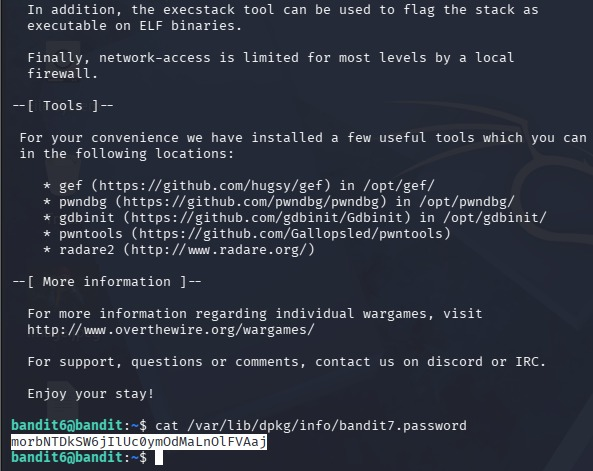 In addition, the execstack tool can be used to flag the stack as
executable on ELF binaries.
Finally, network-access is limited for most levels by a local
firewall.
--[ Tools ]--
For your convenience we have installed a few useful tools which you can
in the following locations:
* gef (https://github.com/hugsy/gef) in /opt/gef/
* pwndbg (https://github.com/pwndbg/pwndbg) in /opt/pwndbg/
* gdbinit (https://github.com/gdbinit/Gdbinit) in /opt/gdbinit/
* pwntools (https://github.com/Gallopsled/pwntools)
* radare2 (http://www.radare.org/)
--[ More information ]--
For more information regarding individual wargames, visit
http://www.overthewire.org/wargames/
For support, questions or comments, contact us on discord or IRC.
Enjoy your stay!
bandit6@bandit:~$ cat /var/lib/dpkg/info/bandit7.password
morbNTDkSW6jIlUc0ymOdMaLnOlFVAaj
bandit6@bandit:~$